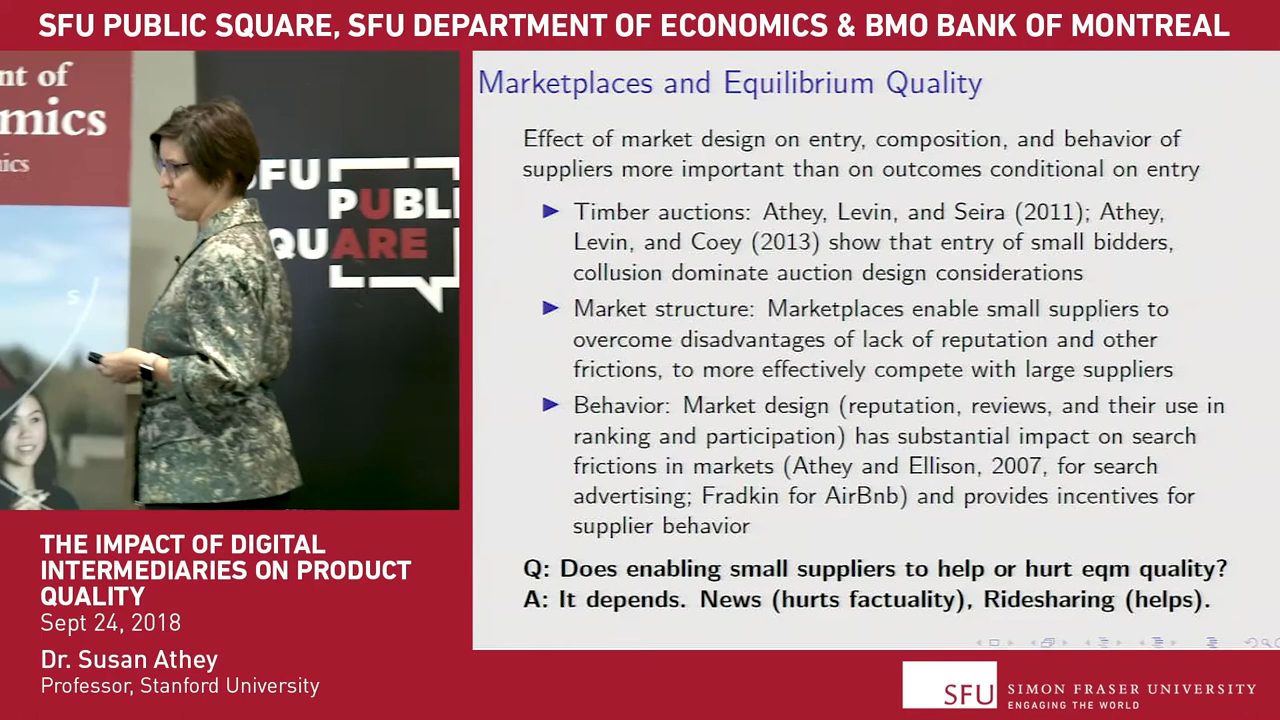 SFU PUBLIC SQUARE, SFU DEPARTMENT OF ECONOMICS & BMO BANK OF MONTREAL
nt of
mics
ics
S
SFU
PUBLI
QUARE
Marketplaces and Equilibrium Quality
Effect of market design on entry, composition, and behavior of
suppliers more important than on outcomes conditional on entry
Timber auctions: Athey, Levin, and Seira (2011); Athey,
Levin, and Coey (2013) show that entry of small bidders,
collusion dominate auction design considerations
Market structure: Marketplaces enable small suppliers to
overcome disadvantages of lack of reputation and other
frictions, to more effectively compete with large suppliers
Behavior: Market design (reputation, reviews, and their use in
ranking and participation) has substantial impact on search
frictions in markets (Athey and Ellison, 2007, for search
advertising; Fradkin for AirBnb) and provides incentives for
supplier behavior
Q: Does enabling small suppliers to help or hurt eqm quality?
A: It depends. News (hurts factuality), Ridesharing (helps).
THE IMPACT OF DIGITAL
INTERMEDIARIES ON PRODUCT
QUALITY
Sept 24, 2018
Dr. Susan Athey
Professor, Stanford University
SFU
SIMON FRASER UNIVERSITY
ENGAGING THE WORLD